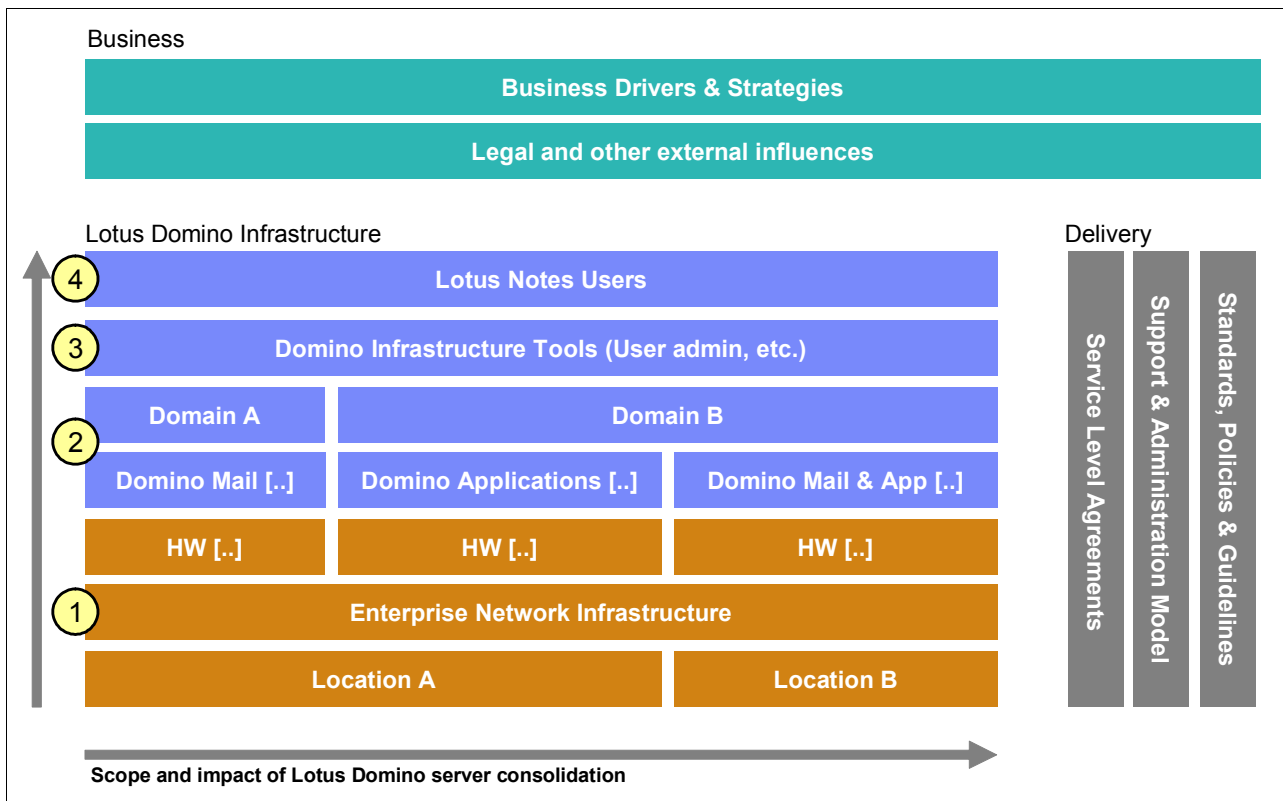 Business
Business Drivers & Strategies
Legal and other external influences
Lotus Domino Infrastructure
Delivery
4
Lotus Notes Users
3
Domino Infrastructure Tools (User admin, etc.)
Domain A
Domain B
2
Domino Mail [..]
Domino Applications [..]
Domino Mail & App [..]
HW [..]
HW [..]
HW [..]
1
Enterprise Network Infrastructure
Location A
Location B
Service Level Agreements
Support & Administration Model
Standards, Policies & Guidelines
Scope and impact of Lotus Domino server consolidation